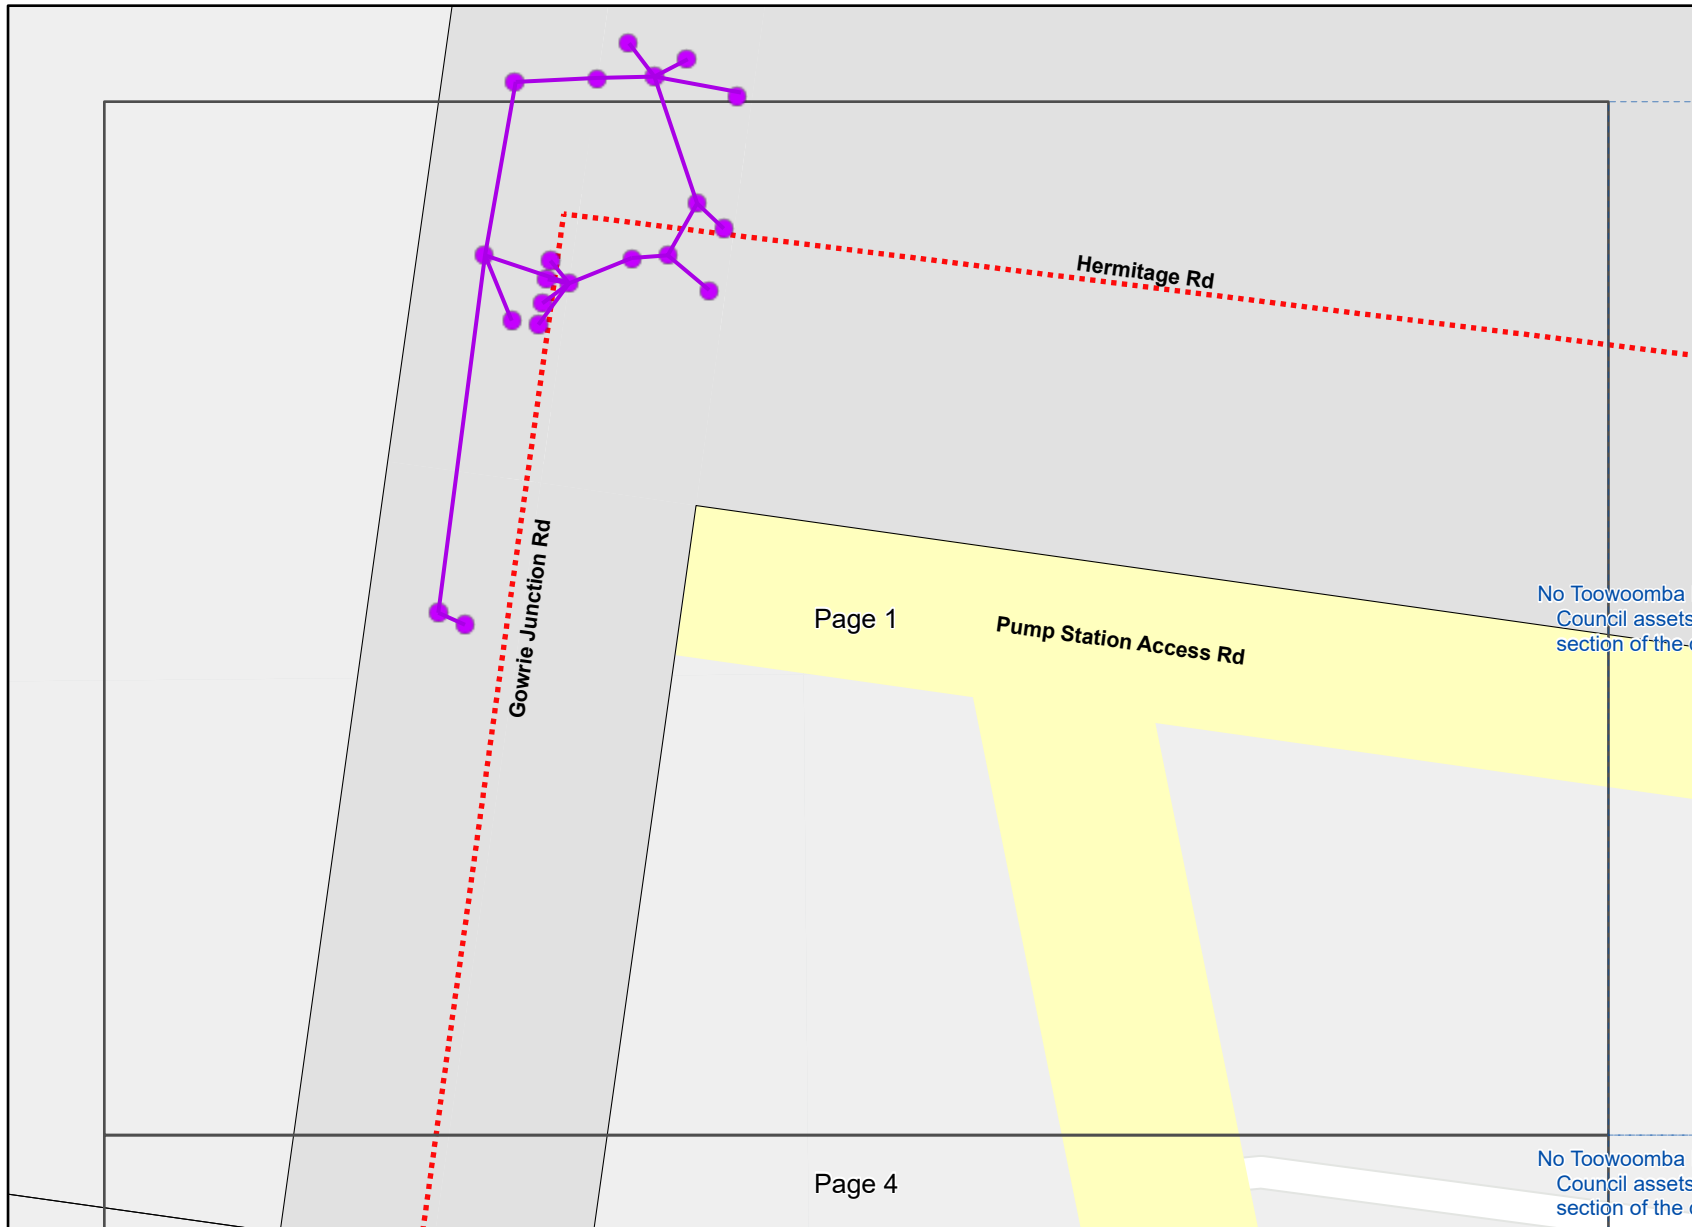 Hermitage Rd
Gowrie Junction Rd
Page 1
Pump Station Access Rd
No Toowoomba
Council assets
section of the
Page 4
No Toowoomba
Council assets
section of the